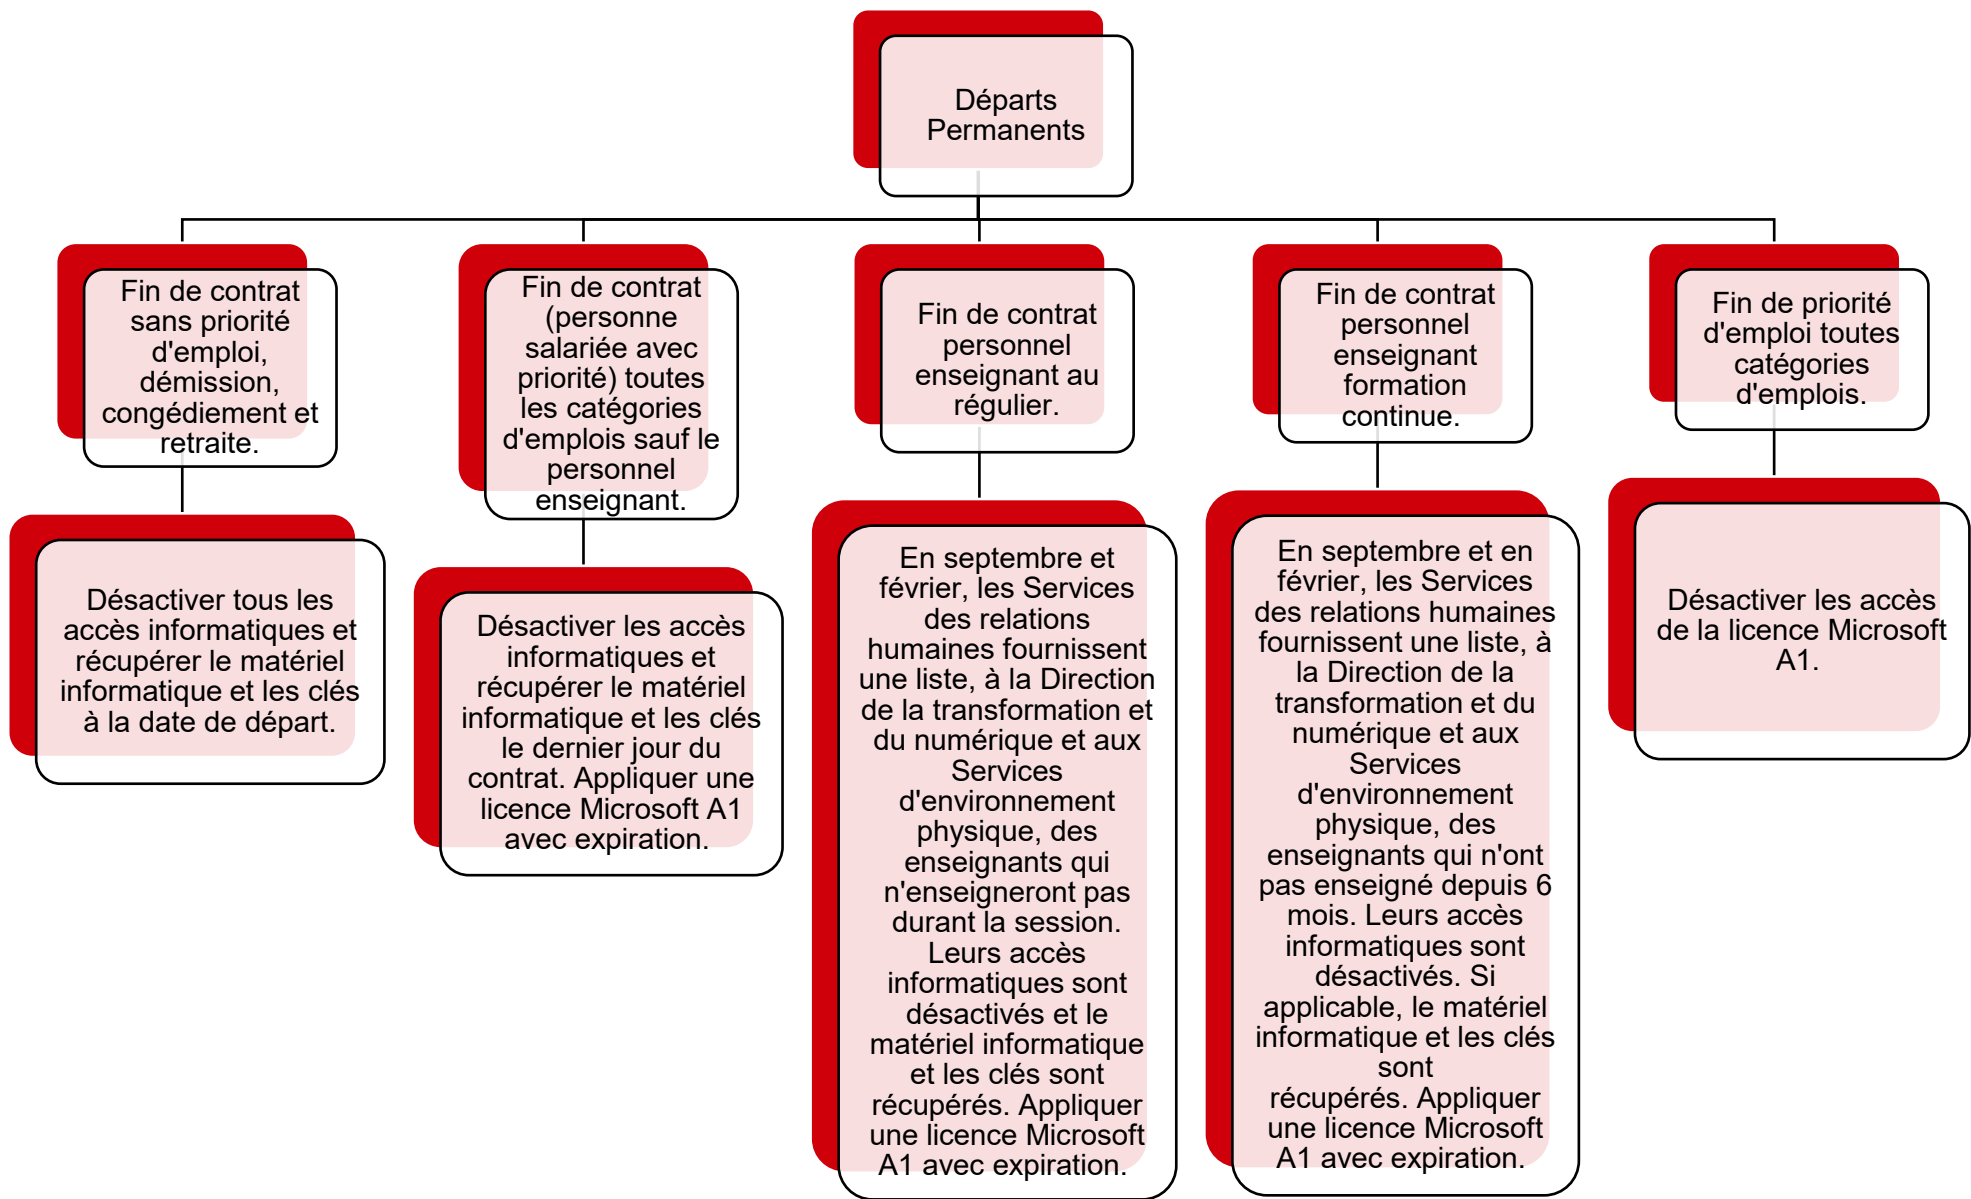 Départs
Permanents
Fin de contrat
sans priorité
d'emploi,
démission,
congédiement et
retraite.
Fin de contrat
(personne
salariée avec
priorité) toutes
les catégories
d'emplois sauf le
personnel
enseignant.
Fin de contrat
personnel
enseignant au
régulier.
Fin de contrat
personnel
enseignant
formation
continue.
Fin de priorité
d'emploi toutes
catégories
d'emplois.
Désactiver tous les
accès informatiques et
récupérer le matériel
informatique et les clés
à la date de départ.
Désactiver les accès
informatiques et
récupérer le matériel
informatique et les clés
le dernier jour du
contrat. Appliquer une
licence Microsoft A1
avec expiration.
En septembre et
février, les Services
des relations
humaines fournissent
une liste, à la Direction
de la transformation et
du numérique et aux
Services
d'environnement
physique, des
enseignants qui
n'enseigneront pas
durant la session.
Leurs accès
informatiques sont
désactivés et le
matériel informatique
et les clés sont
récupérés. Appliquer
une licence Microsoft
A1 avec expiration.
En septembre et en
février, les Services
des relations humaines
fournissent une liste, à
la Direction de la
transformation et du
numérique et aux
Services
d'environnement
physique, des
enseignants qui n'ont
pas enseigné depuis 6
mois. Leurs accès
informatiques sont
désactivés. Si
applicable, le matériel
informatique et les clés
sont
récupérés. Appliquer
une licence Microsoft
A1 avec expiration.
Désactiver les accès
de la licence Microsoft
A1.